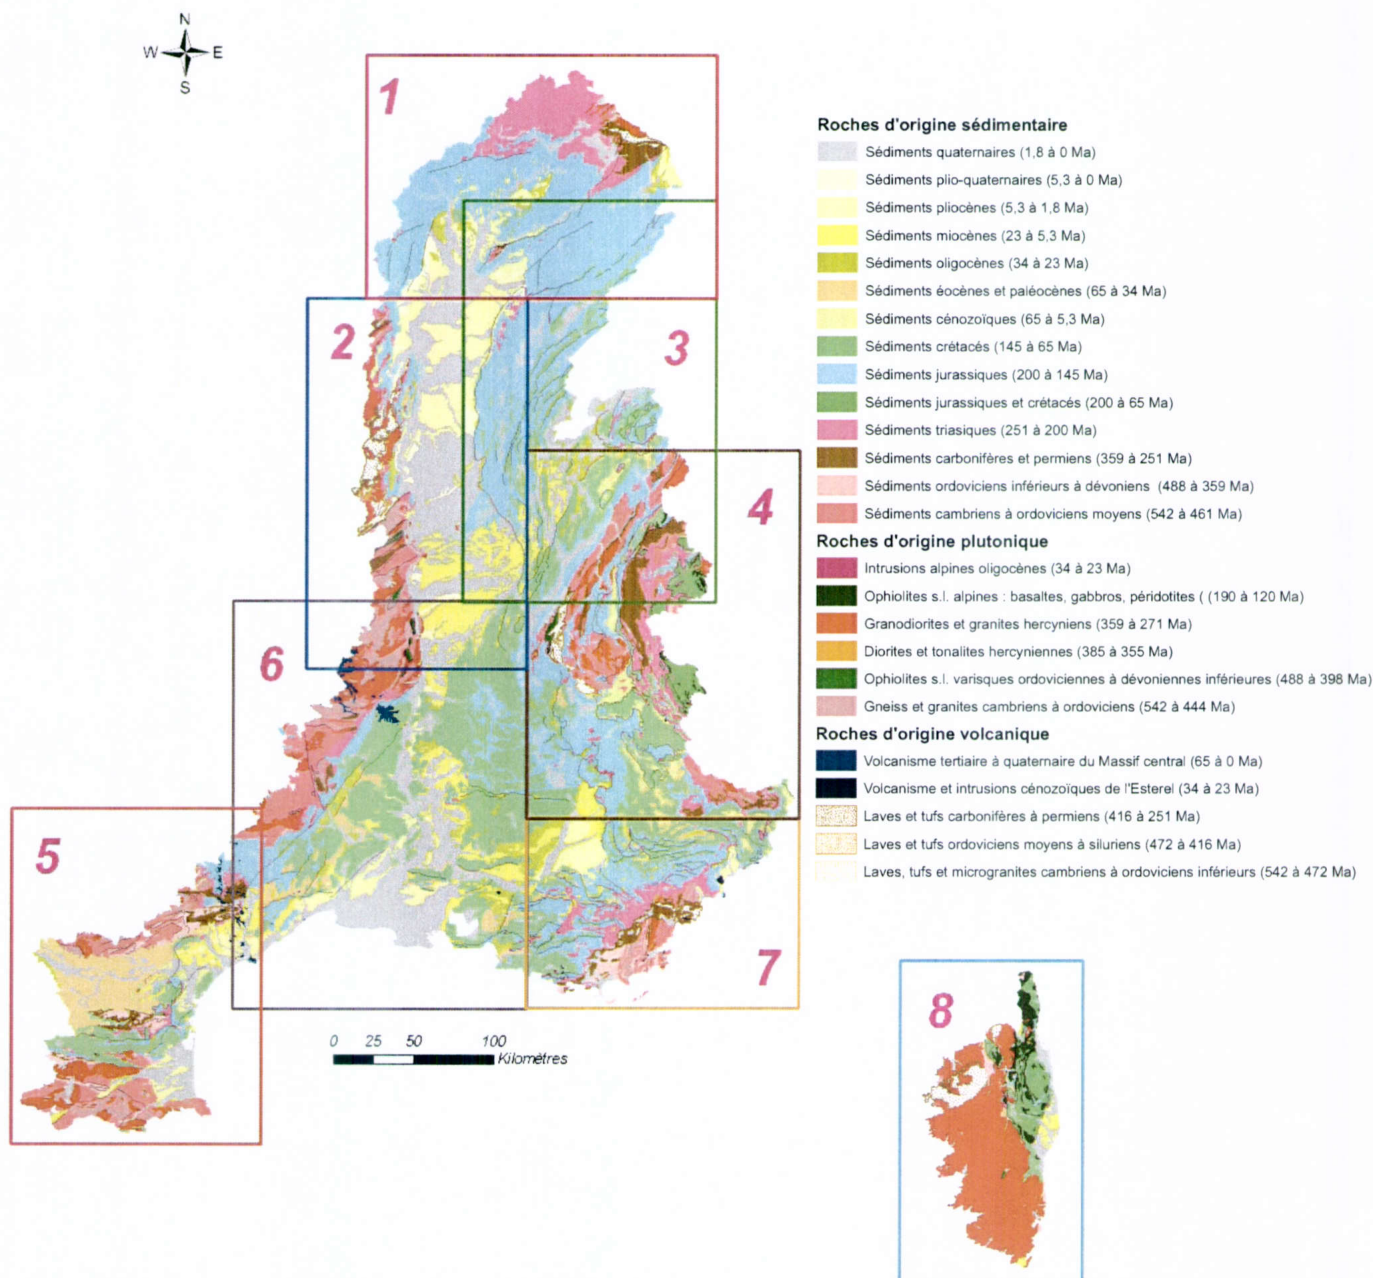 N
W E
S
1
2
3
4
5
6
7
8
0 25 50 100
Kilomètres
Roches d'origine sédimentaire
Sédiments quaternaires (1,8 à 0 Ma)
Sédiments plio-quaternaires (5,3 à 0 Ma)
Sédiments pliocènes (5,3 à 1,8 Ma)
Sédiments miocènes (23 à 5,3 Ma)
Sédiments oligocènes (34 à 23 Ma)
Sédiments éocènes et paléocènes (65 à 34 Ma)
Sédiments cénozoïques (65 à 5,3 Ma)
Sédiments crétacés (145 à 65 Ma)
Sédiments jurassiques (200 à 145 Ma)
Sédiments jurassiques et crétacés (200 à 65 Ma)
Sédiments triasiques (251 à 200 Ma)
Sédiments carbonifères et permiens (359 à 251 Ma)
Sédiments ordoviciens inférieurs à dévoniens (488 à 359 Ma)
Sédiments cambriens à ordoviciens moyens (542 à 461 Ma)
Roches d'origine plutonique
Intrusions alpines oligocènes (34 à 23 Ma)
Ophiolites s.l. alpines : basaltes, gabbros, péridotites ( (190 à 120 Ma)
Granodiorites et granites hercyniens (359 à 271 Ma)
Diorites et tonalites hercyniennes (385 à 355 Ma)
Ophiolites s.l. varisques ordoviciennes à dévoniennes inférieures (488 à 398 Ma)
Gneiss et granites cambriens à ordoviciens (542 à 444 Ma)
Roches d'origine volcanique
Volcanisme tertiaire à quaternaire du Massif central (65 à 0 Ma)
Volcanisme et intrusions cénozoïques de l'Esterel (34 à 23 Ma)
Laves et tufs carbonifères à permiens (416 à 251 Ma)
Laves et tufs ordoviciens moyens à siluriens (472 à 416 Ma)
Laves, tufs et microgranites cambriens à ordoviciens inférieurs (542 à 472 Ma)